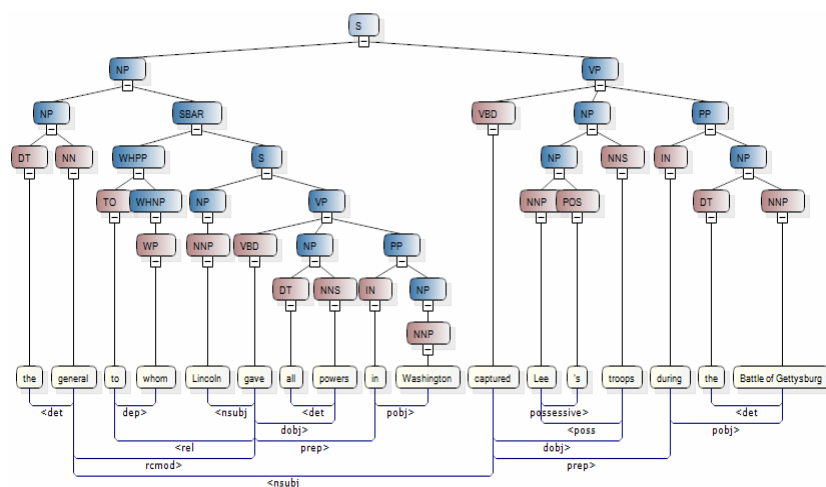 S
NP VP
NP SBAR VBD NP PP
DT NN WHPP S NP NNS IN NP
TO WHNP NP VP NNP POS DT NNP
WP NNP VBD NP PP
DT NNS IN NP
NNP
the general to whom Lincoln gave all powers in Washington captured Lee 's troops during the Battle of Gettysburg
<det dep> <nsubj <det pobj> possessive> <det
dobj> <poss pobj>
<rel prep> dobj>
rcmod> prep>
<nsubj